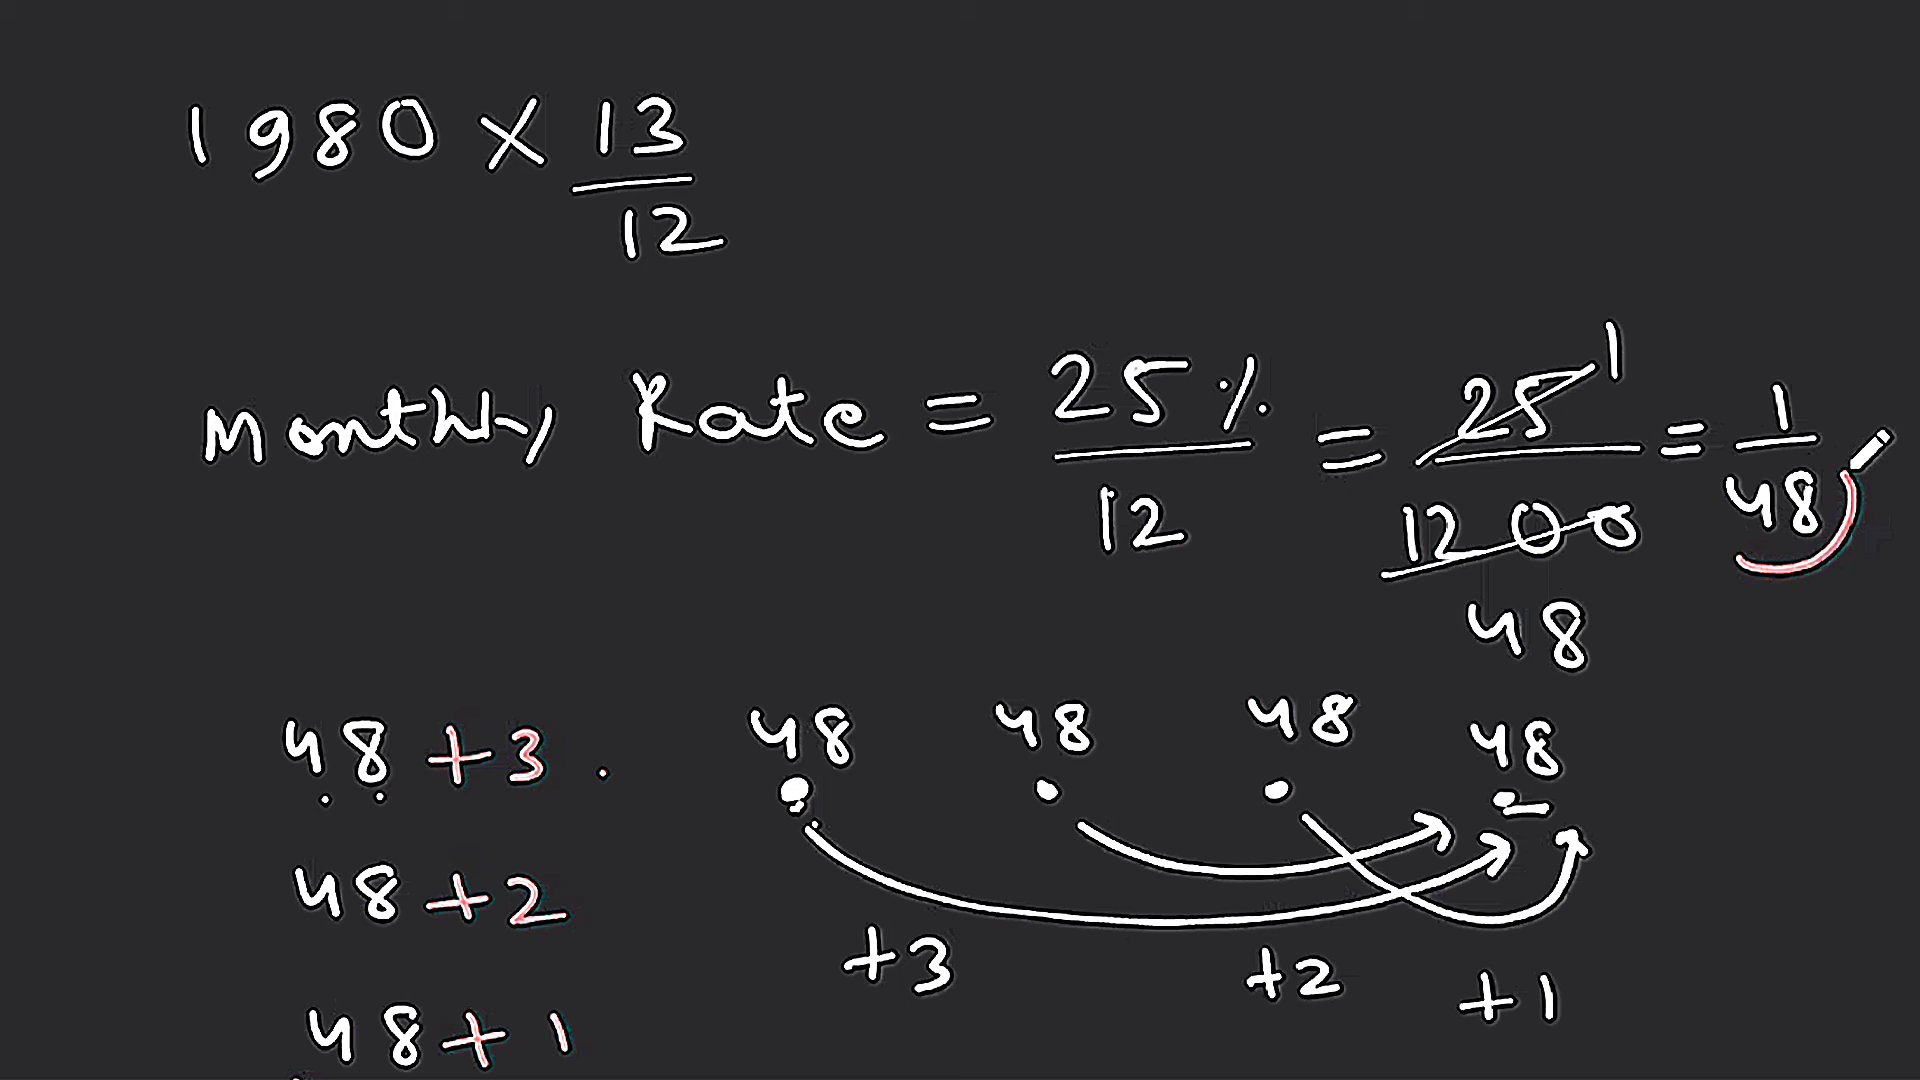 1980 × 13/12
Monthly Rate = 25%/12 = 25/1200 = 1/48
1
48
48 48 48 48
48 + 3 .
48 + 2
+3 +2 +1
48 + 1